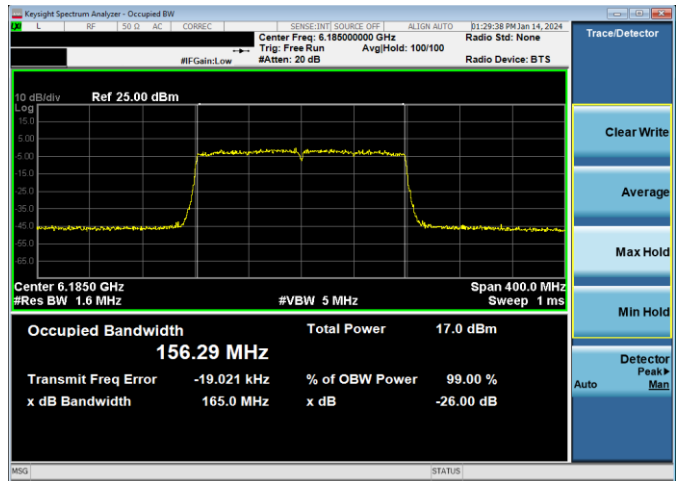 Keysight Spectrum Analyzer - Occupied BW
L RF 50 Ω AC CORREC SENSE:INT SOURCE OFF ALIGN AUTO 01:29:38 PM Jan 14, 2024
Center Freq: 6.185000000 GHz Radio Std: None
Trig: Free Run Avg|Hold: 100/100
#IFGain:Low #Atten: 20 dB Radio Device: BTS
Trace/Detector
10 dB/div Ref 25.00 dBm
Log
15.0
5.00
-5.00
-15.0
-25.0
-35.0
-45.0
-55.0
-65.0
Center 6.1850 GHz Span 400.0 MHz
#Res BW 1.6 MHz #VBW 5 MHz Sweep 1 ms
Occupied Bandwidth Total Power 17.0 dBm
156.29 MHz
Transmit Freq Error -19.021 kHz % of OBW Power 99.00 %
x dB Bandwidth 165.0 MHz x dB -26.00 dB
Clear Write
Average
Max Hold
Min Hold
Detector
Peak▶
Auto Man
MSG STATUS